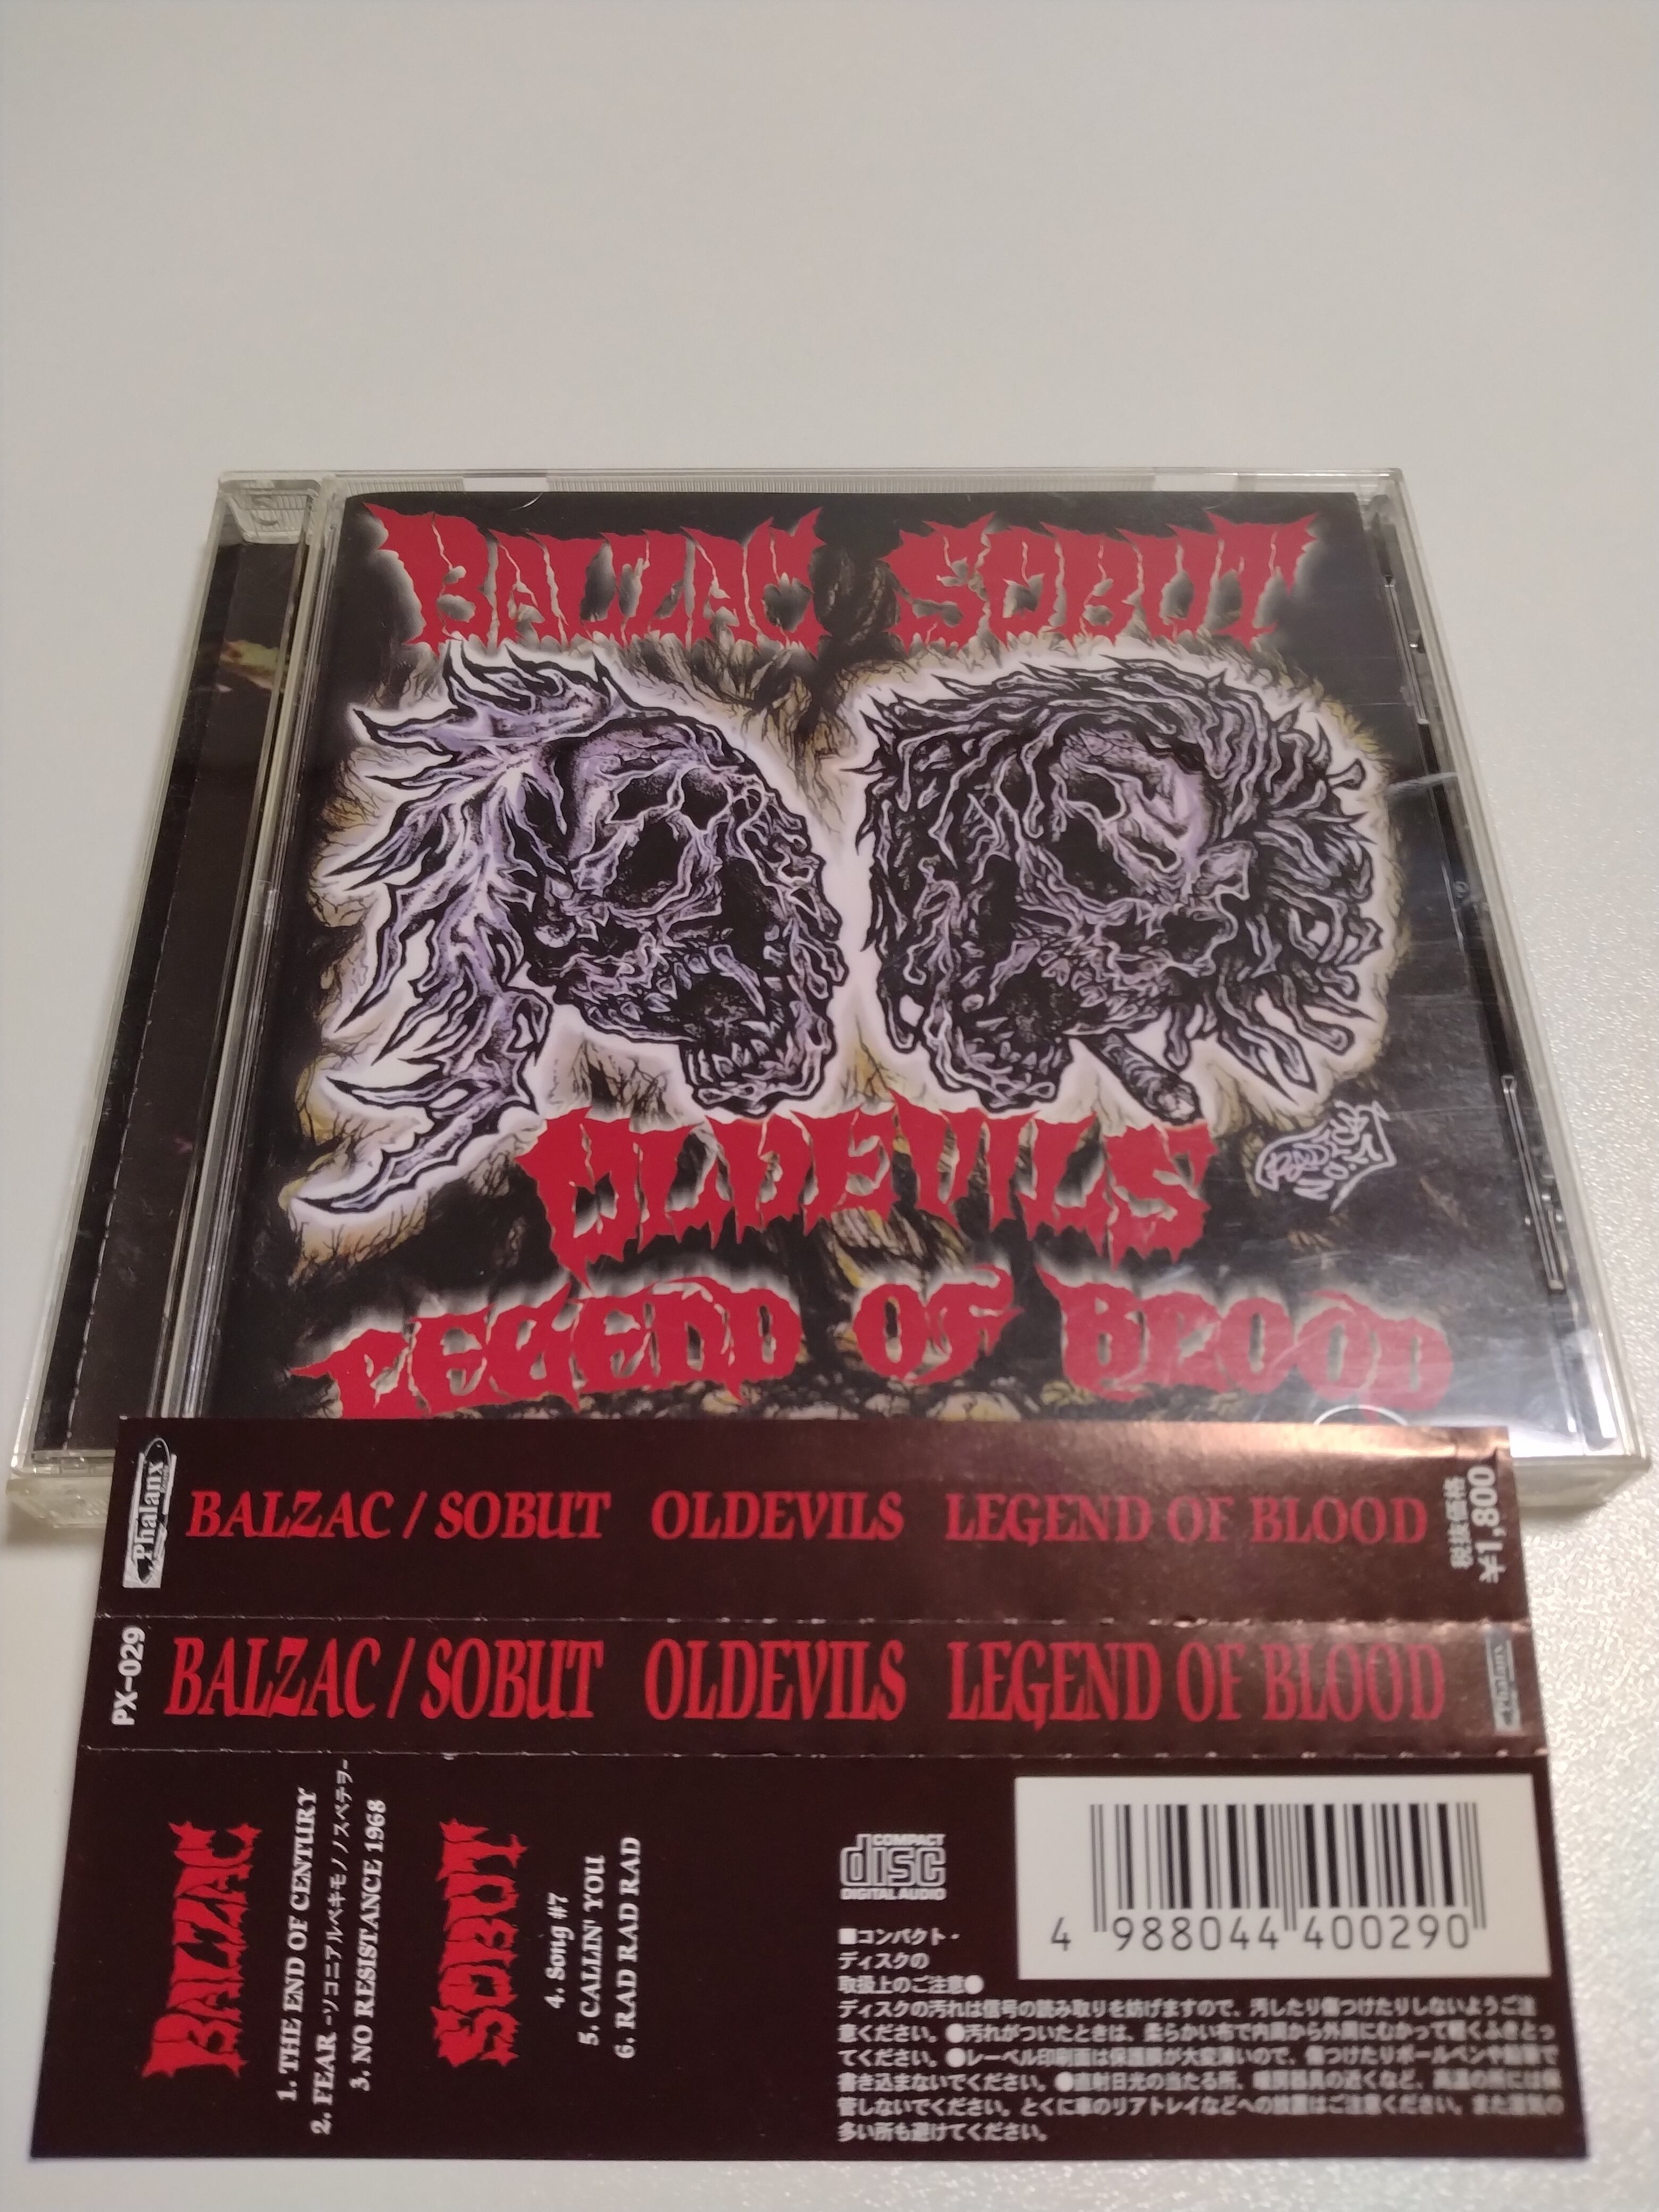 BALZAC SOBUT
OLDEVILS
LEGEND OF BLOOD
Phalanx
BALZAC / SOBUT OLDEVILS LEGEND OF BLOOD
税抜価格
¥1,800
PX-029
BALZAC / SOBUT OLDEVILS LEGEND OF BLOOD
Phalanx
BALZAC
1. THE END OF CENTURY
2. FEAR -ソコニアルベキモノノスベテヲ-
3. NO RESISTANCE 1968
SOBUT
4. Song #7
5. CALLIN' YOU
6. RAD RAD RAD
COMPACT
disc
DIGITAL AUDIO
4 988044 400290
■コンパクト・
ディスクの
取扱上のご注意●
ディスクの汚れは信号の読み取りを妨げますので、汚したり傷つけたりしないようご注
意ください。●汚れがついたときは、柔らかい布で内周から外周にむかって軽くふきとっ
てください。●レーベル印刷面は保護膜が大変薄いので、傷つけたりボールペンや鉛筆で
書き込まないでください。●直射日光の当たる所、暖房器具の近くなど、高温の所には保
管しないでください。とくに車のリアトレイなどへの放置はご注意ください。また湿気の
多い所も避けてください。